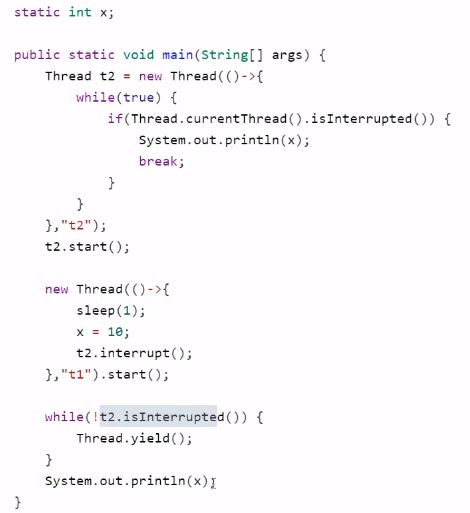 static int x;
public static void main(String[] args) {
    Thread t2 = new Thread(()->{
        while(true) {
            if(Thread.currentThread().isInterrupted()) {
                System.out.println(x);
                break;
            }
        }
    },"t2");
    t2.start();
    new Thread(()->{
        sleep(1);
        x = 10;
        t2.interrupt();
    },"t1").start();
    while(!t2.isInterrupted()) {
        Thread.yield();
    }
    System.out.println(x);
}